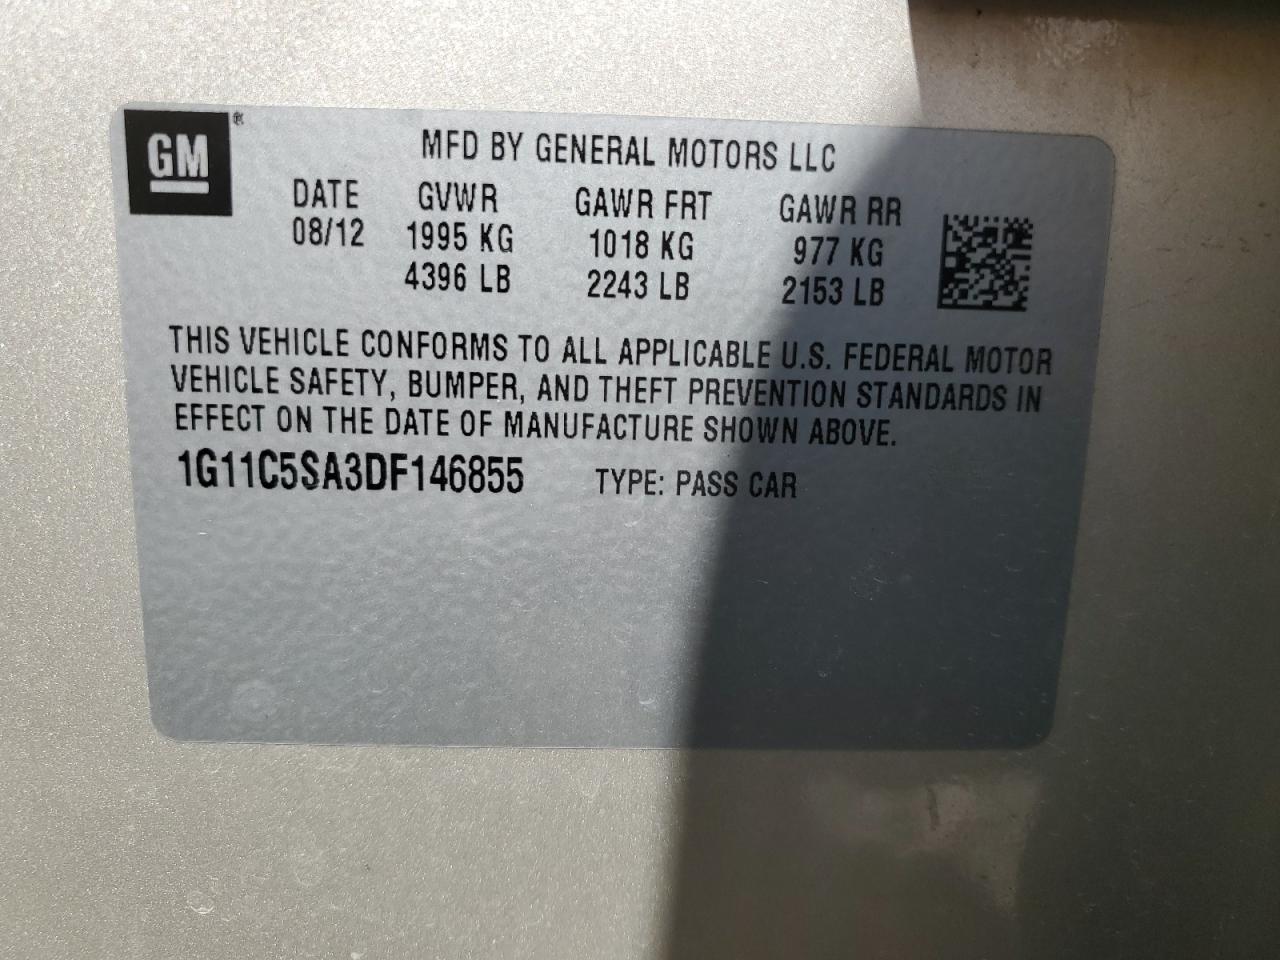 GM ®
MFD BY GENERAL MOTORS LLC
DATE GVWR GAWR FRT GAWR RR
08/12 1995 KG 1018 KG 977 KG
4396 LB 2243 LB 2153 LB
THIS VEHICLE CONFORMS TO ALL APPLICABLE U.S. FEDERAL MOTOR
VEHICLE SAFETY, BUMPER, AND THEFT PREVENTION STANDARDS IN
EFFECT ON THE DATE OF MANUFACTURE SHOWN ABOVE.
1G11C5SA3DF146855 TYPE: PASS CAR